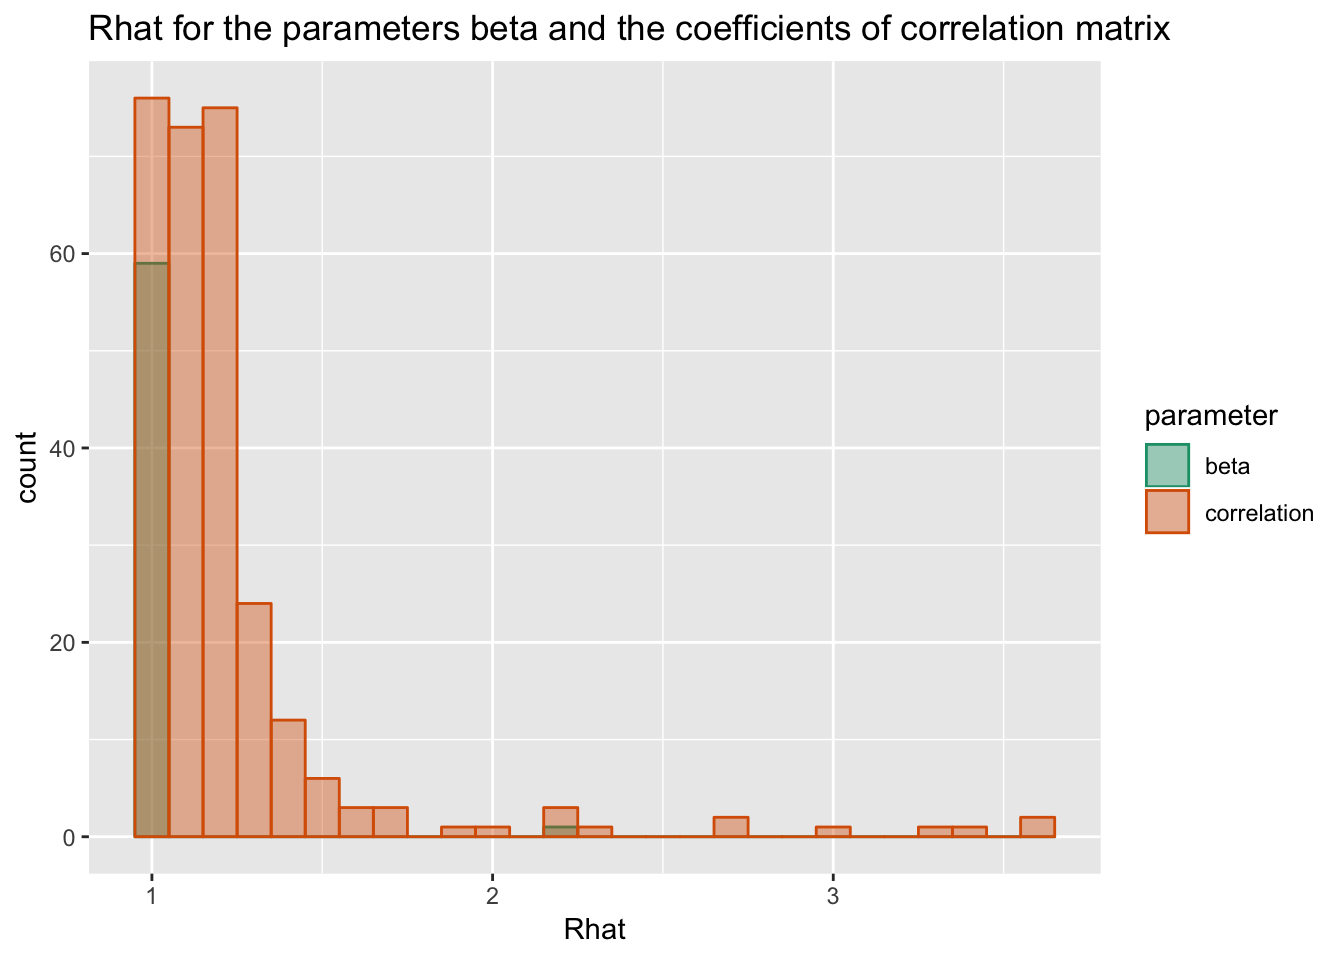 Rhat for the parameters beta and the coefficients of correlation matrix
60
40
20
0
count
1
2
3
Rhat
parameter
beta
correlation